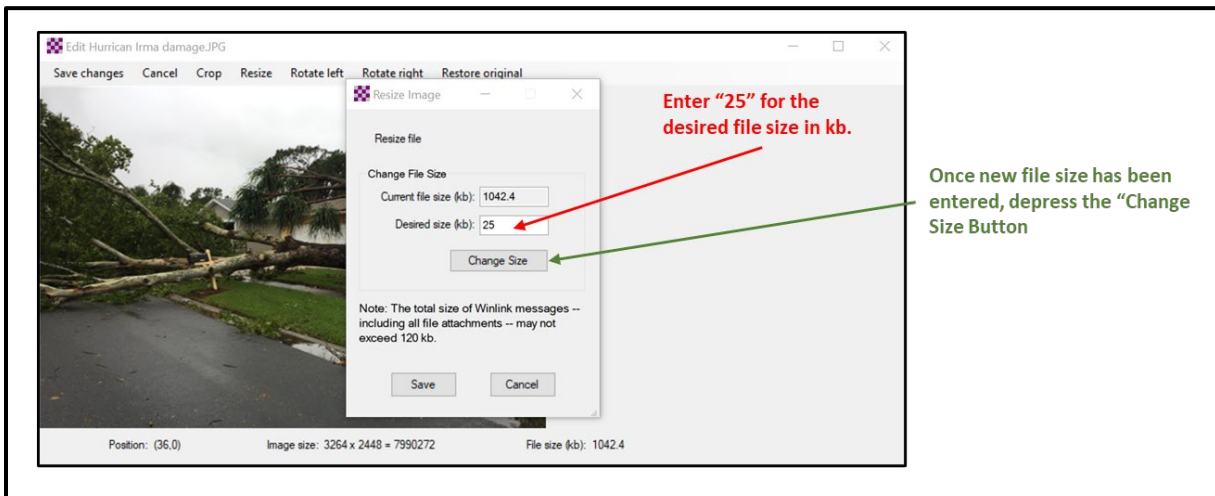 Edit Hurrican Irma damage.JPG
Save changes Cancel Crop Resize Rotate left Rotate right Restore original
Resize Image
Resize file
Change File Size
Current file size (kb): 1042.4
Desired size (kb): 25
Change Size
Note: The total size of Winlink messages --
including all file attachments -- may not
exceed 120 kb.
Save Cancel
Position: (36,0) Image size: 3264 x 2448 = 7990272 File size (kb): 1042.4
Enter “25” for the
desired file size in kb.
Once new file size has been
entered, depress the “Change
Size Button